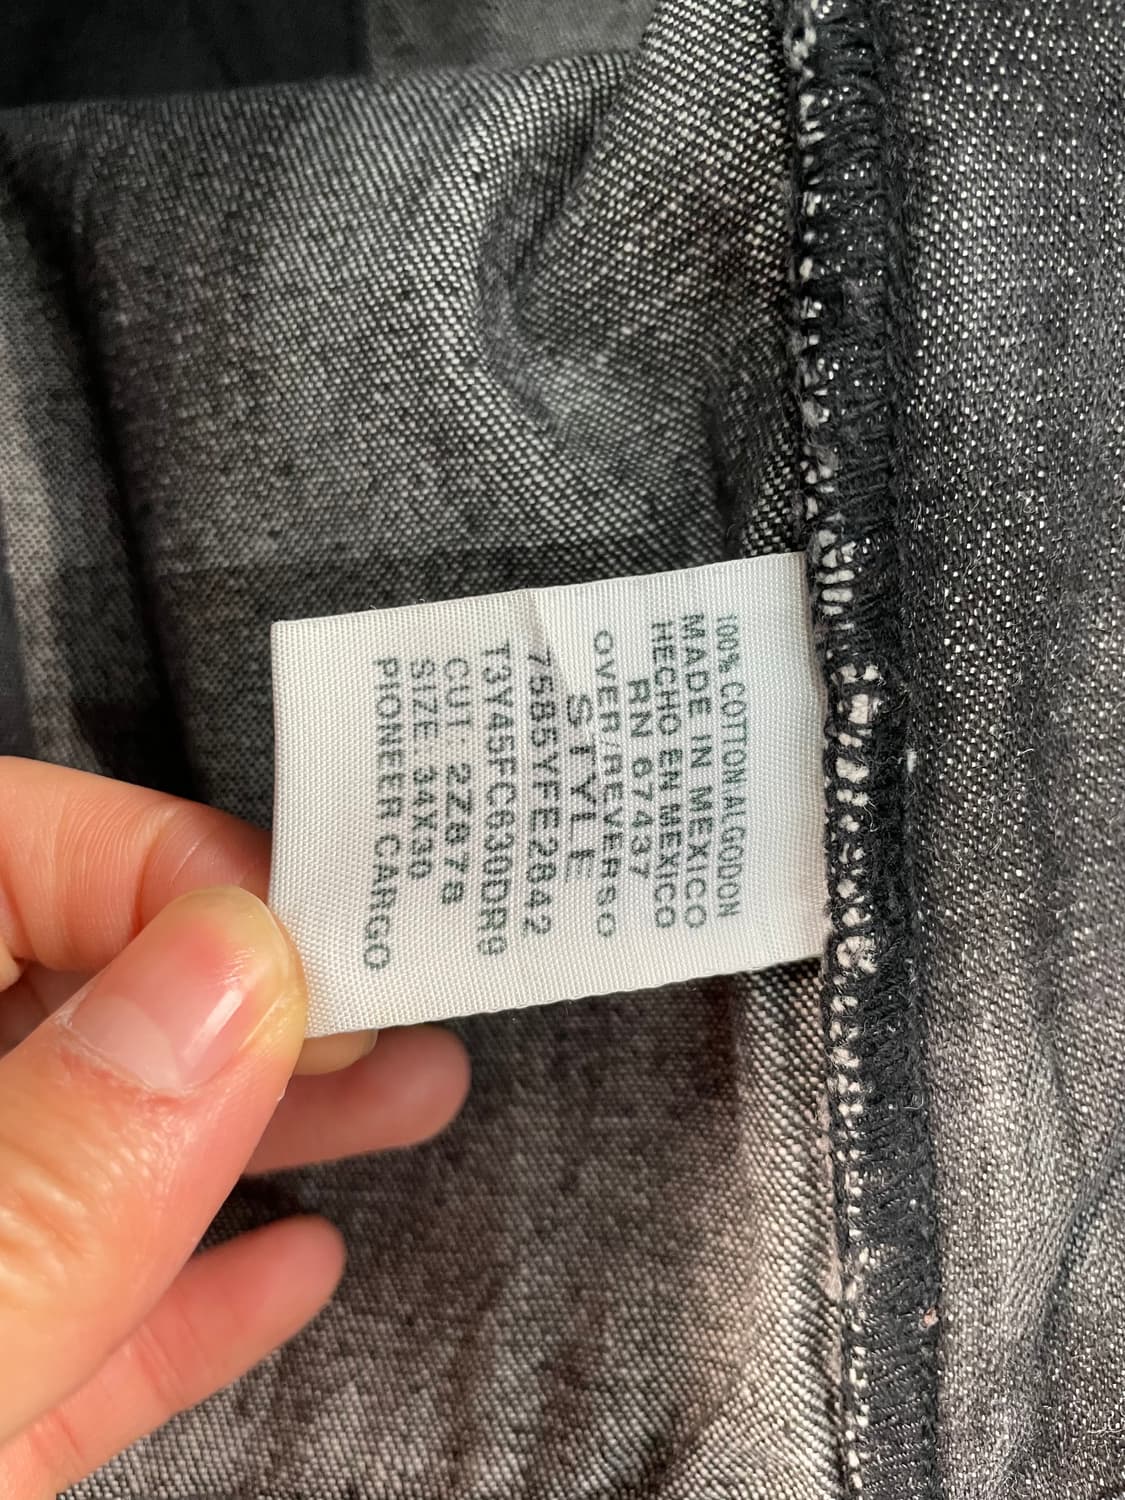 100% COTTON/ALGODON
MADE IN MEXICO
HECHO EN MEXICO
RN 67437
OVER/REVERSO
STYLE
7585YFE2842
T3Y45FC630DR9
CUT: 2Z078
SIZE: 34X30
PIONEER CARGO